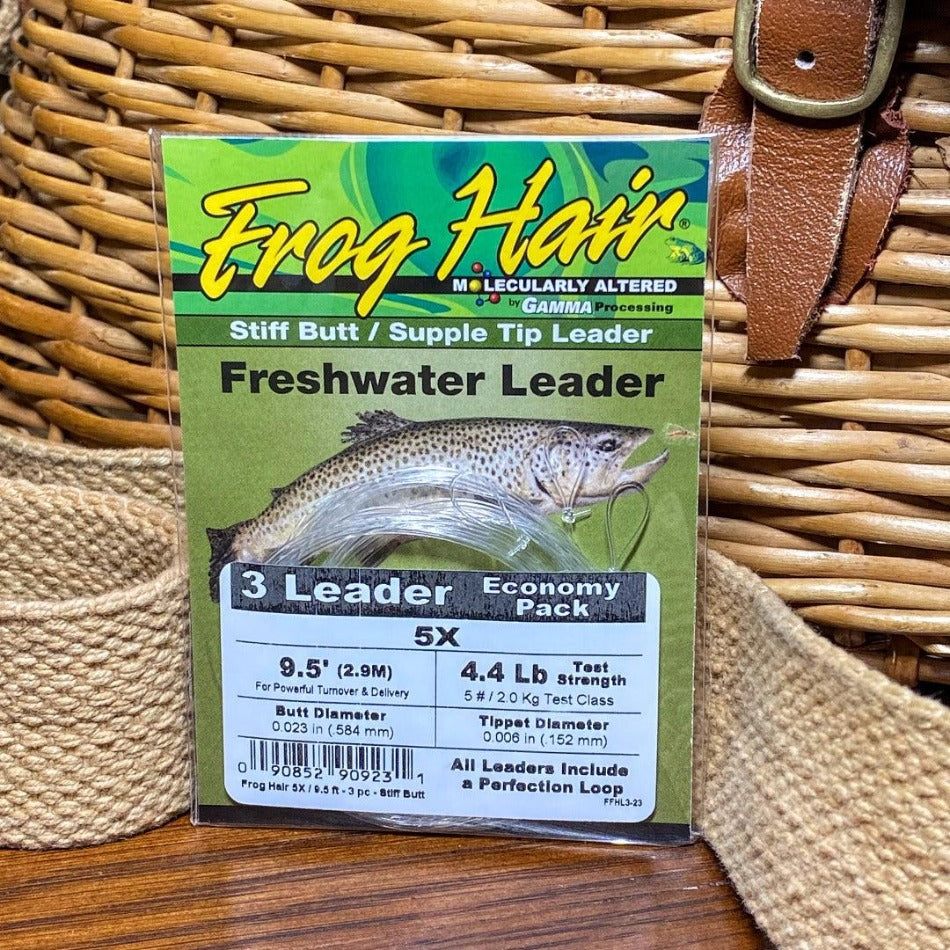 Frog Hair®
MOLECULARLY ALTERED
by GAMMA Processing
Stiff Butt / Supple Tip Leader
Freshwater Leader
3 Leader Economy Pack
5X
9.5' (2.9M)
For Powerful Turnover & Delivery
4.4 Lb Test Strength
5 # / 2.0 Kg Test Class
Butt Diameter
0.023 in (.584 mm)
Tippet Diameter
0.006 in (.152 mm)
0 90852 90923 1
Frog Hair 5X / 9.5 ft - 3 pc - Stiff Butt
All Leaders Include
a Perfection Loop
FFHL3-23